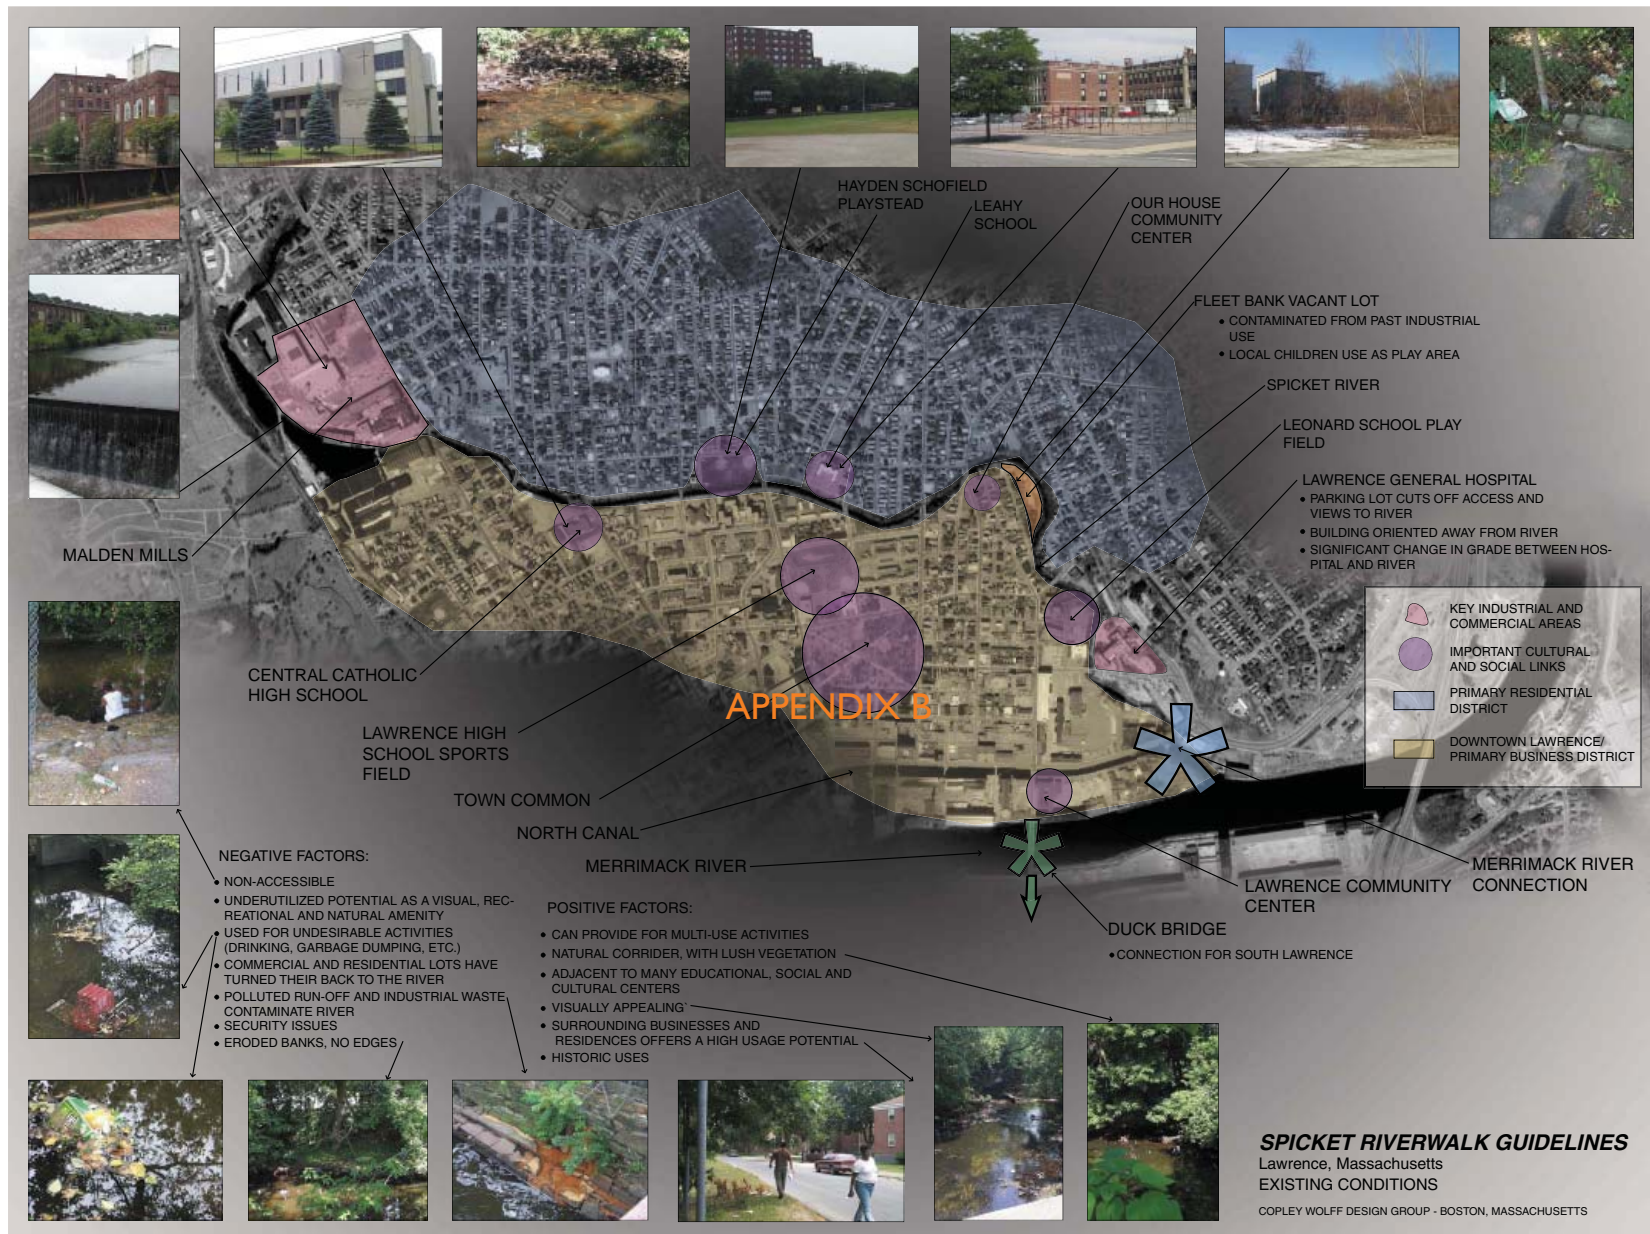 HAYDEN SCHOFIELD
PLAYSTEAD
LEAHY
SCHOOL
OUR HOUSE
COMMUNITY
CENTER
FLEET BANK VACANT LOT
• CONTAMINATED FROM PAST INDUSTRIAL
USE
• LOCAL CHILDREN USE AS PLAY AREA
SPICKET RIVER
LEONARD SCHOOL PLAY
FIELD
LAWRENCE GENERAL HOSPITAL
• PARKING LOT CUTS OFF ACCESS AND
VIEWS TO RIVER
• BUILDING ORIENTED AWAY FROM RIVER
• SIGNIFICANT CHANGE IN GRADE BETWEEN HOS-
PITAL AND RIVER
MALDEN MILLS
KEY INDUSTRIAL AND
COMMERCIAL AREAS
IMPORTANT CULTURAL
AND SOCIAL LINKS
PRIMARY RESIDENTIAL
DISTRICT
DOWNTOWN LAWRENCE/
PRIMARY BUSINESS DISTRICT
CENTRAL CATHOLIC
HIGH SCHOOL
APPENDIX B
LAWRENCE HIGH
SCHOOL SPORTS
FIELD
TOWN COMMON
NORTH CANAL
MERRIMACK RIVER
MERRIMACK RIVER
CONNECTION
LAWRENCE COMMUNITY
CENTER
DUCK BRIDGE
• CONNECTION FOR SOUTH LAWRENCE
NEGATIVE FACTORS:
• NON-ACCESSIBLE
• UNDERUTILIZED POTENTIAL AS A VISUAL, REC-
REATIONAL AND NATURAL AMENITY
• USED FOR UNDESIRABLE ACTIVITIES
(DRINKING, GARBAGE DUMPING, ETC.)
• COMMERCIAL AND RESIDENTIAL LOTS HAVE
TURNED THEIR BACK TO THE RIVER
• POLLUTED RUN-OFF AND INDUSTRIAL WASTE
CONTAMINATE RIVER
• SECURITY ISSUES
• ERODED BANKS, NO EDGES
POSITIVE FACTORS:
• CAN PROVIDE FOR MULTI-USE ACTIVITIES
• NATURAL CORRIDER, WITH LUSH VEGETATION
• ADJACENT TO MANY EDUCATIONAL, SOCIAL AND
CULTURAL CENTERS
• VISUALLY APPEALING`
• SURROUNDING BUSINESSES AND
RESIDENCES OFFERS A HIGH USAGE POTENTIAL
• HISTORIC USES
SPICKET RIVERWALK GUIDELINES
Lawrence, Massachusetts
EXISTING CONDITIONS
COPLEY WOLFF DESIGN GROUP - BOSTON, MASSACHUSETTS